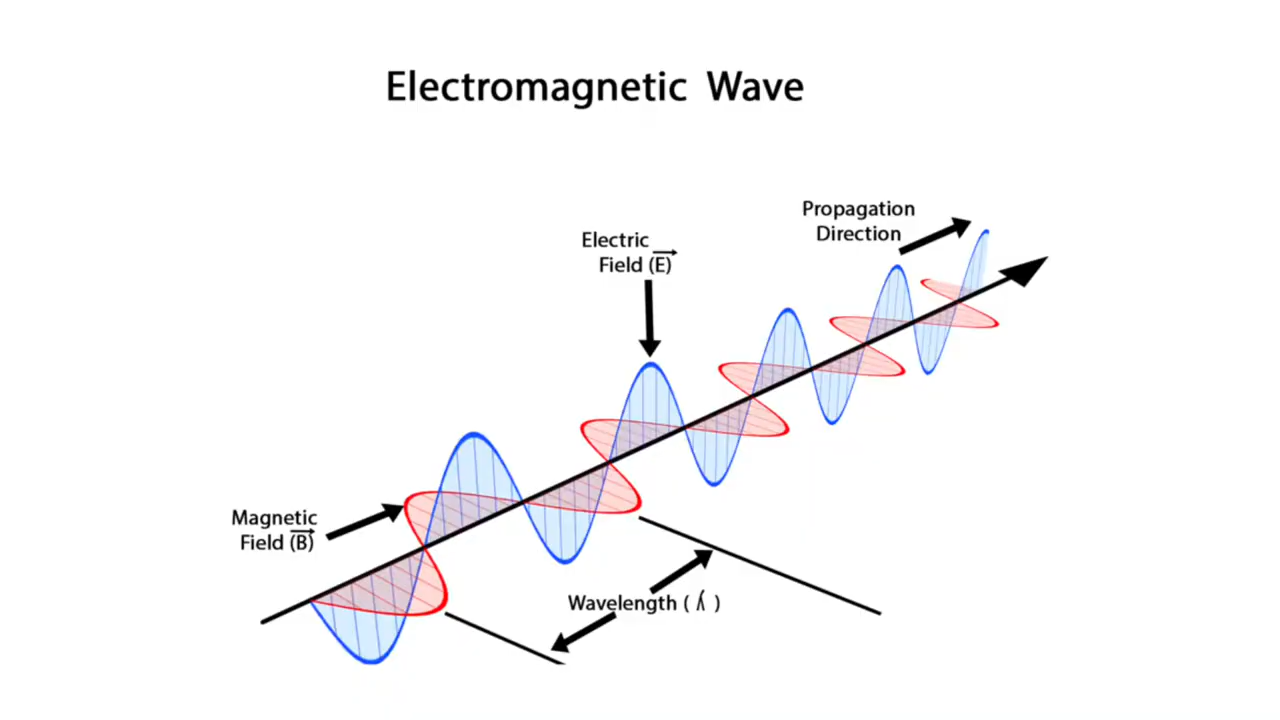 Electromagnetic Wave
Propagation
Direction
Electric
Field (E)
Magnetic
Field (B)
Wavelength ( λ )